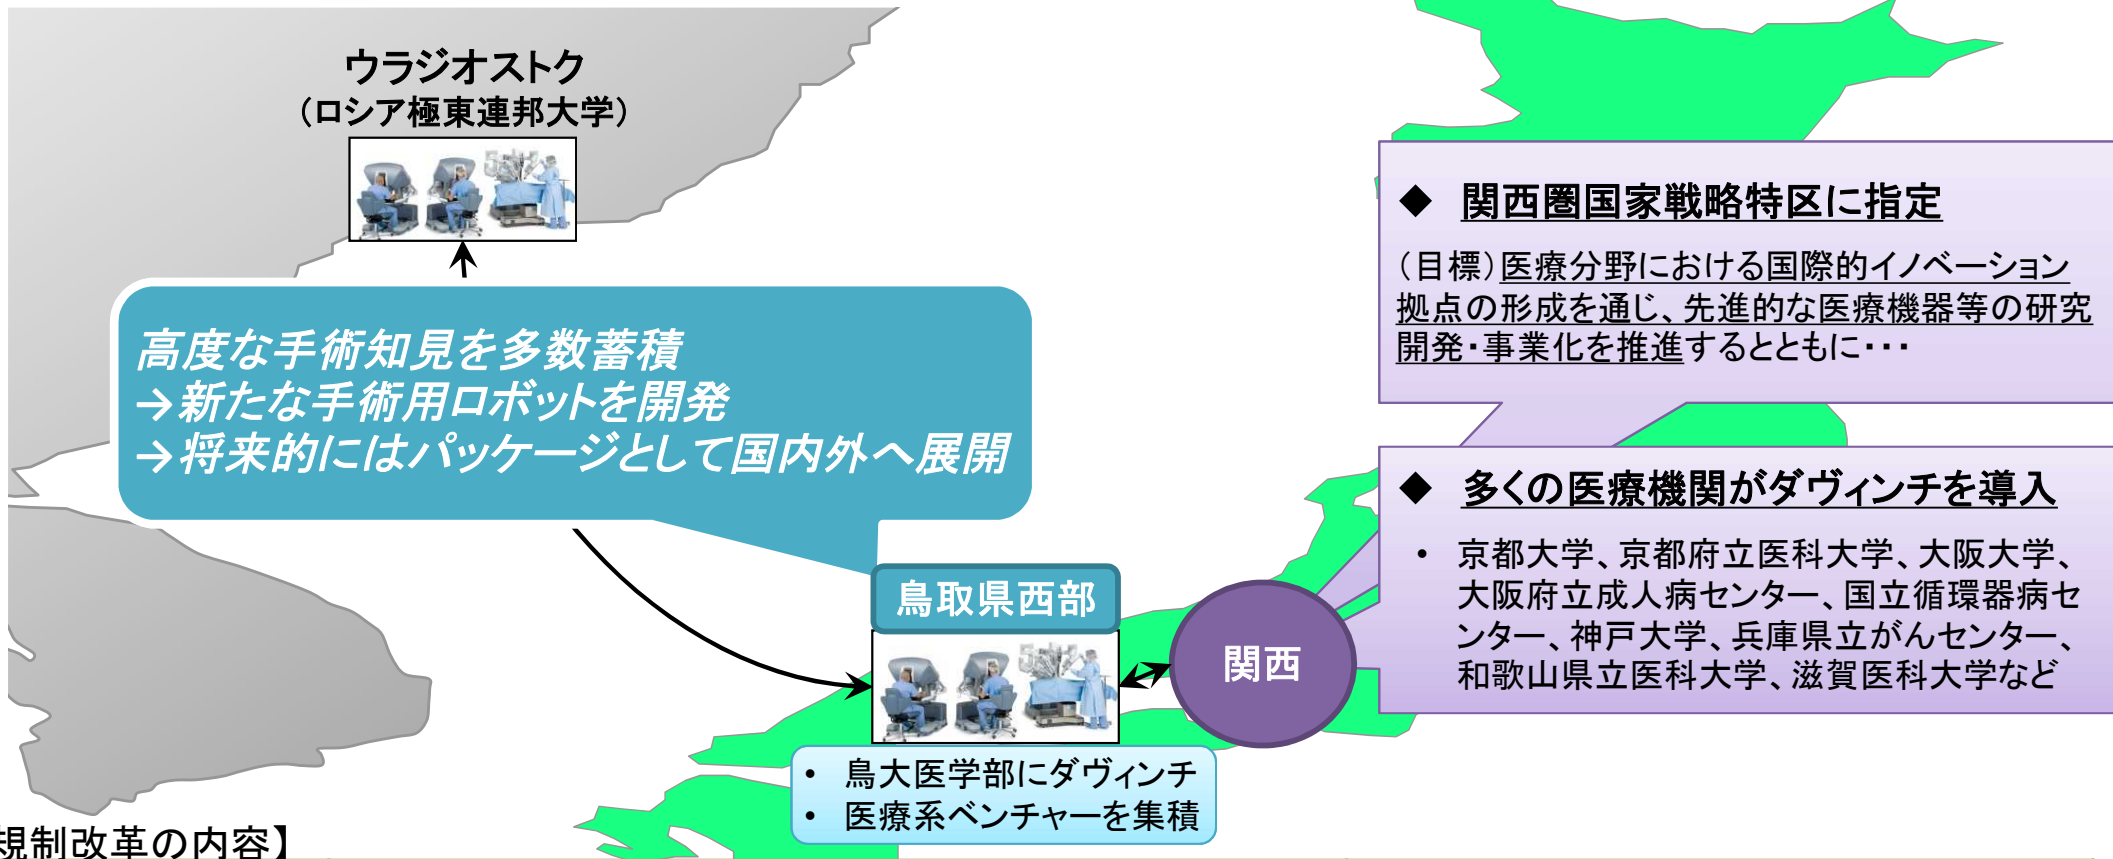 ウラジオストク
（ロシア極東連邦大学）
高度な手術知見を多数蓄積
→新たな手術用ロボットを開発
→将来的にはパッケージとして国内外へ展開
◆ 関西圏国家戦略特区に指定
（目標）医療分野における国際的イノベーション
拠点の形成を通じ、先進的な医療機器等の研究
開発・事業化を推進するとともに・・・
◆ 多くの医療機関がダヴィンチを導入
• 京都大学、京都府立医科大学、大阪大学、
大阪府立成人病センター、国立循環器病セ
ンター、神戸大学、兵庫県立がんセンター、
和歌山県立医科大学、滋賀医科大学など
鳥取県西部
関西
• 鳥大医学部にダヴィンチ
• 医療系ベンチャーを集積
規制改革の内容】